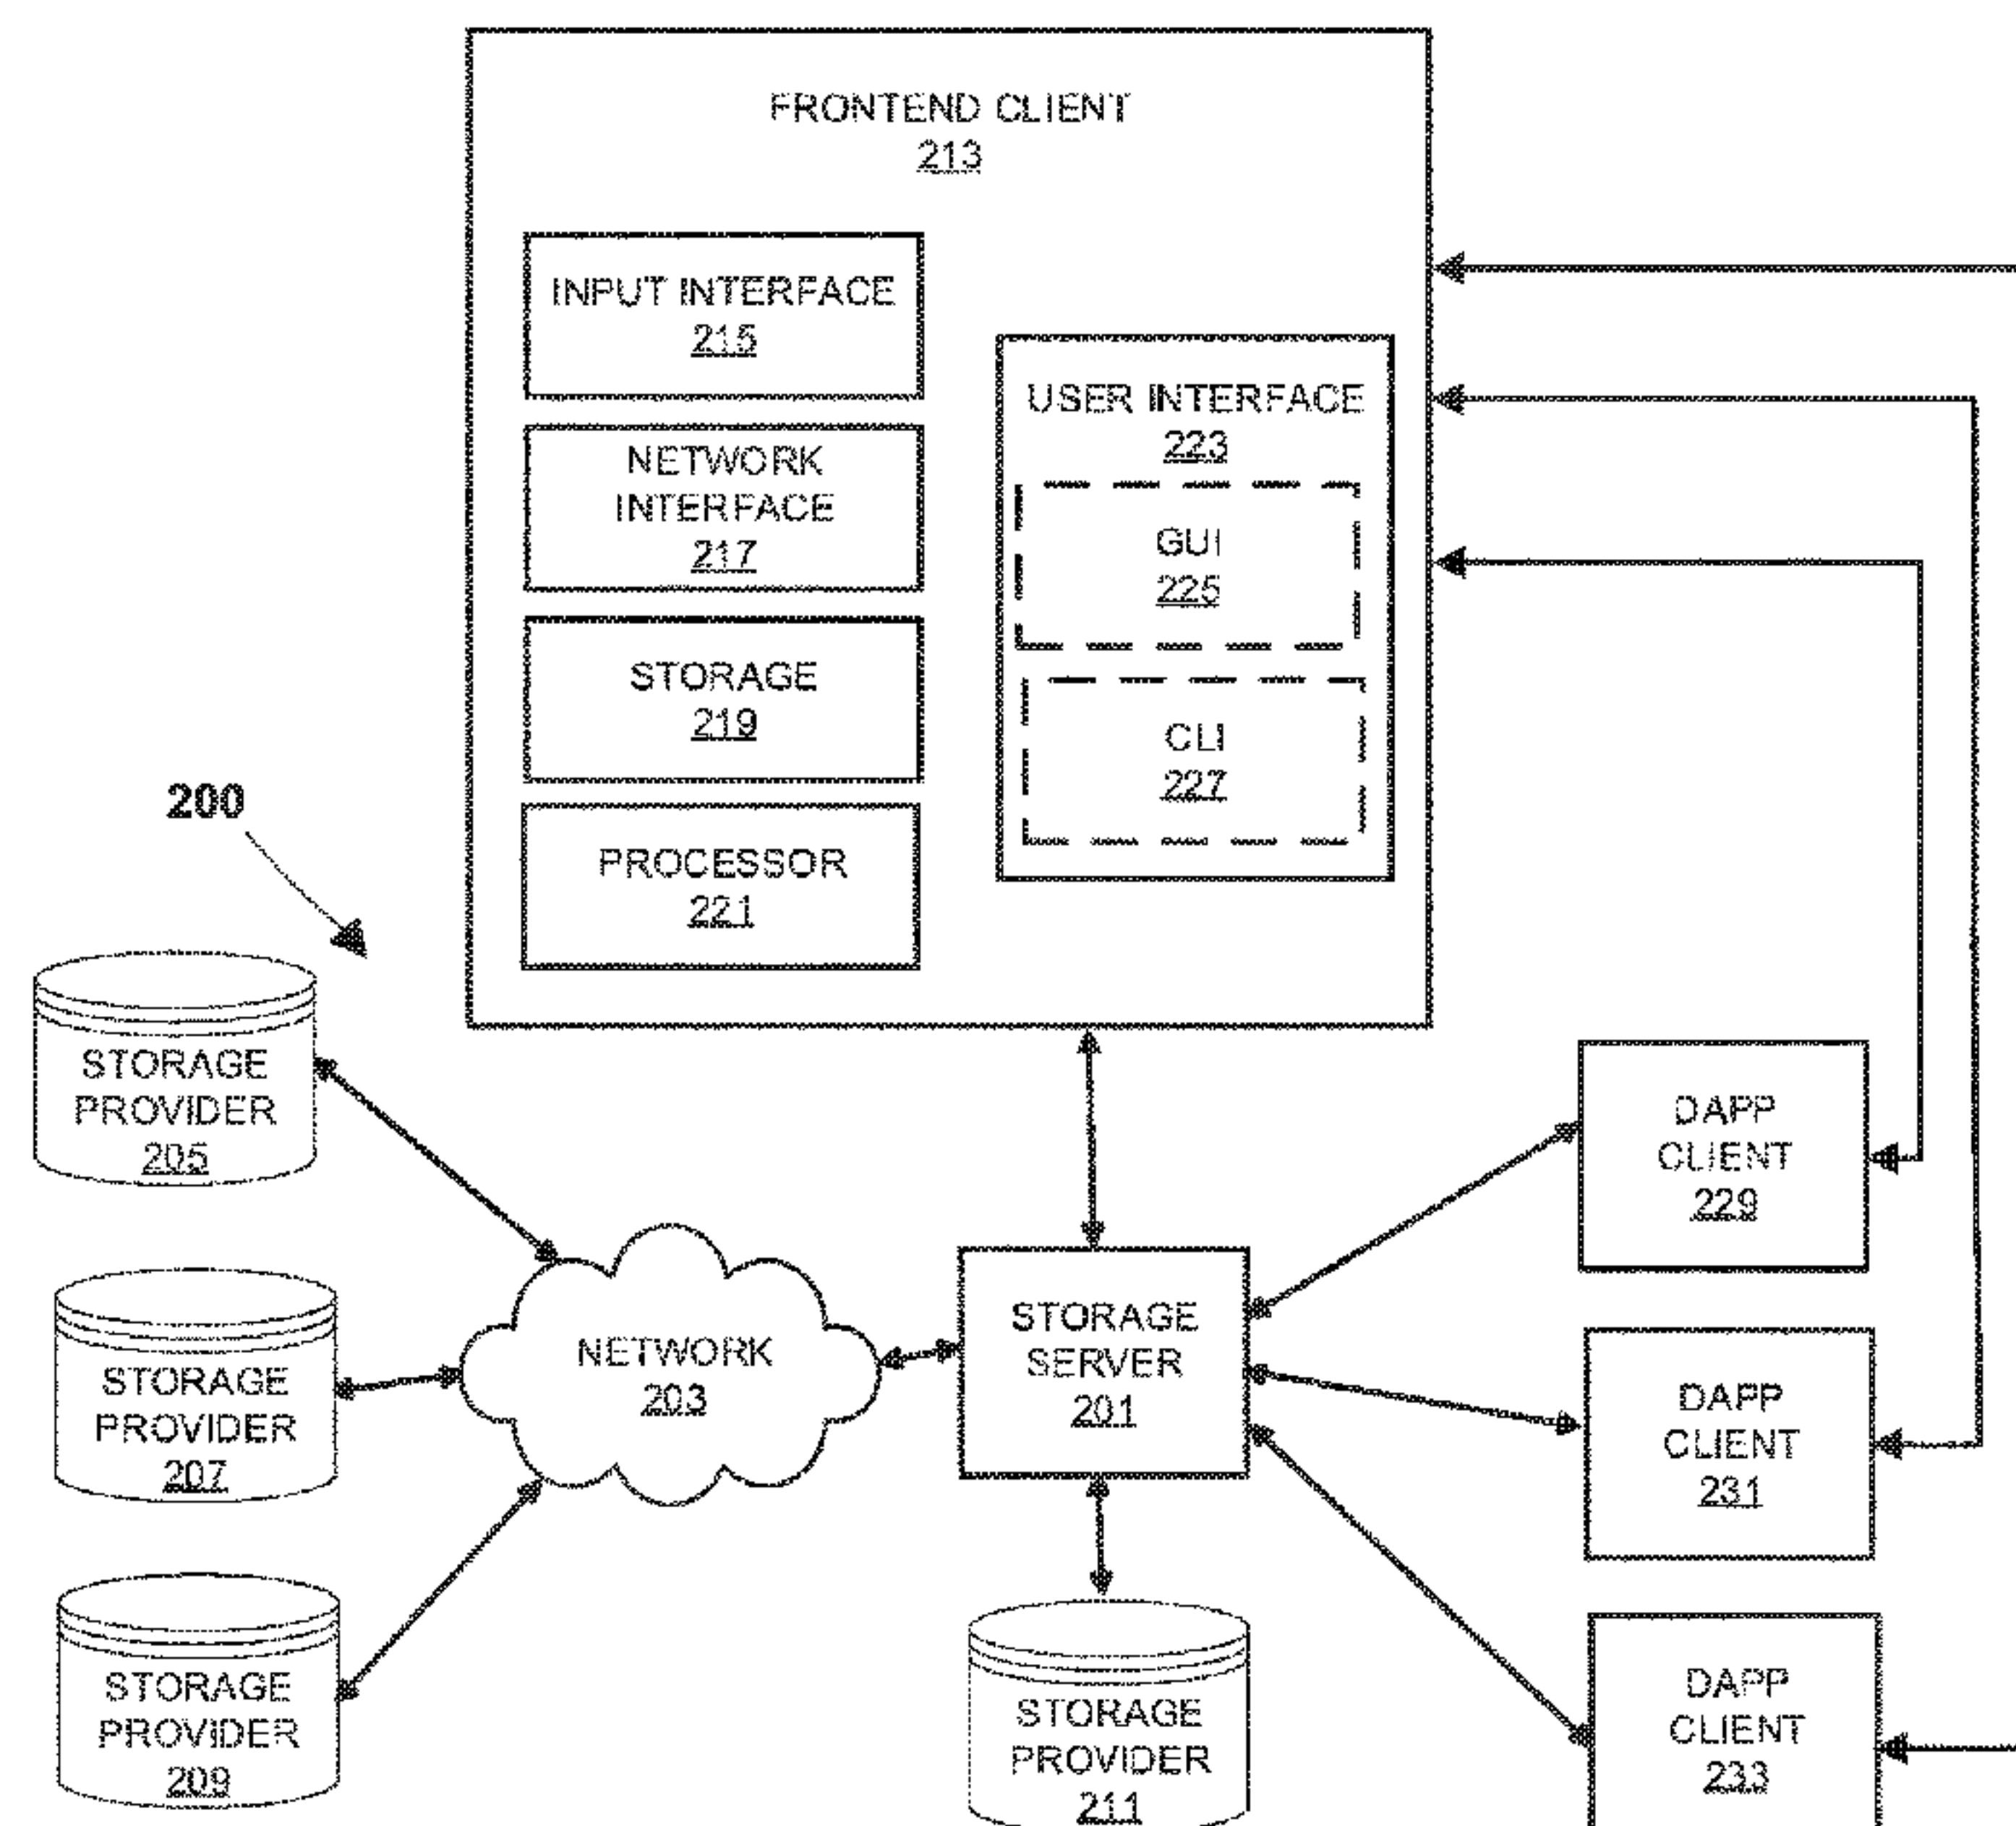 FRONTEND CLIENT
213
INPUT INTERFACE
215
NETWORK
INTERFACE
217
STORAGE
219
PROCESSOR
221
USER INTERFACE
223
GUI
225
CLI
227
200
STORAGE
PROVIDER
205
STORAGE
PROVIDER
207
STORAGE
PROVIDER
209
NETWORK
203
STORAGE
SERVER
201
STORAGE
PROVIDER
211
DAPP
CLIENT
229
DAPP
CLIENT
231
DAPP
CLIENT
233